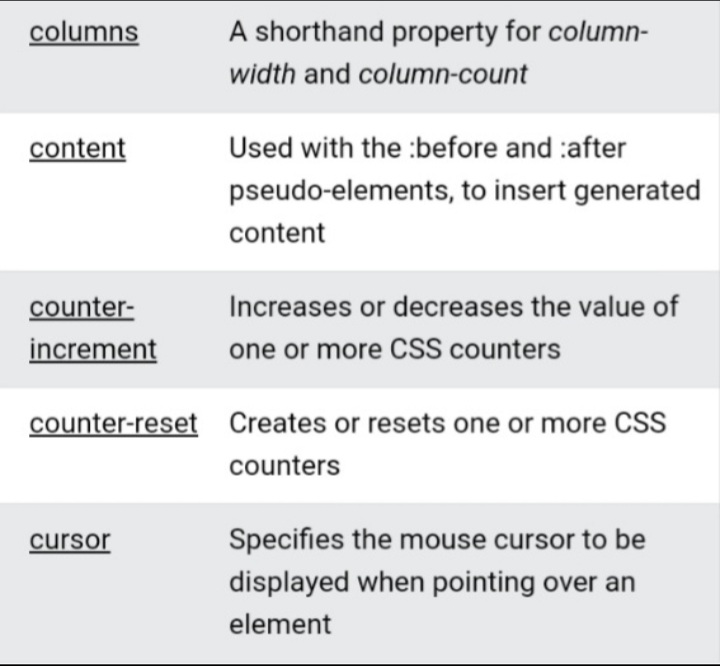 columns A shorthand property for column-
width and column-count
content Used with the :before and :after
pseudo-elements, to insert generated
content
counter- Increases or decreases the value of
increment one or more CSS counters
counter-reset Creates or resets one or more CSS
counters
cursor Specifies the mouse cursor to be
displayed when pointing over an
element